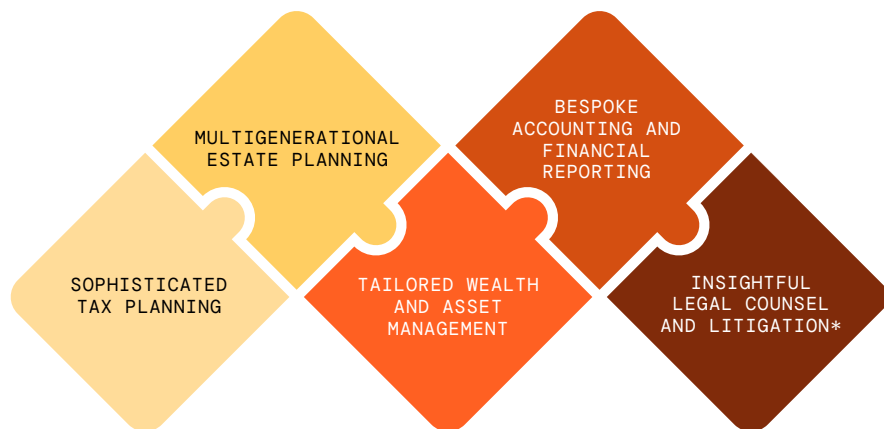 SOPHISTICATED
TAX PLANNING
MULTIGENERATIONAL
ESTATE PLANNING
TAILORED WEALTH
AND ASSET
MANAGEMENT
BESPOKE
ACCOUNTING AND
FINANCIAL
REPORTING
INSIGHTFUL
LEGAL COUNSEL
AND LITIGATION*